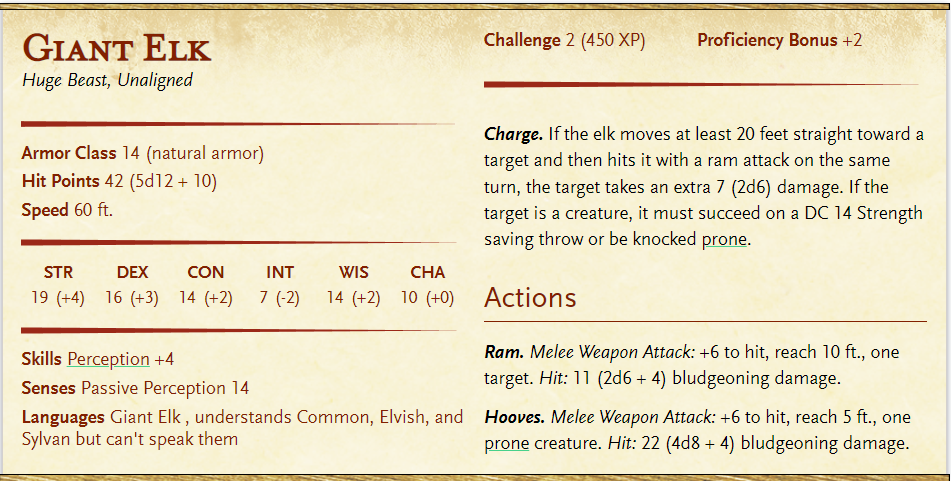 Giant Elk
Huge Beast, Unaligned
Armor Class 14 (natural armor)
Hit Points 42 (5d12 + 10)
Speed 60 ft.
STR DEX CON INT WIS CHA
19 (+4) 16 (+3) 14 (+2) 7 (-2) 14 (+2) 10 (+0)
Skills Perception +4
Senses Passive Perception 14
Languages Giant Elk , understands Common, Elvish, and
Sylvan but can't speak them
Challenge 2 (450 XP) Proficiency Bonus +2
Charge. If the elk moves at least 20 feet straight toward a
target and then hits it with a ram attack on the same
turn, the target takes an extra 7 (2d6) damage. If the
target is a creature, it must succeed on a DC 14 Strength
saving throw or be knocked prone.
Actions
Ram. Melee Weapon Attack: +6 to hit, reach 10 ft., one
target. Hit: 11 (2d6 + 4) bludgeoning damage.
Hooves. Melee Weapon Attack: +6 to hit, reach 5 ft., one
prone creature. Hit: 22 (4d8 + 4) bludgeoning damage.